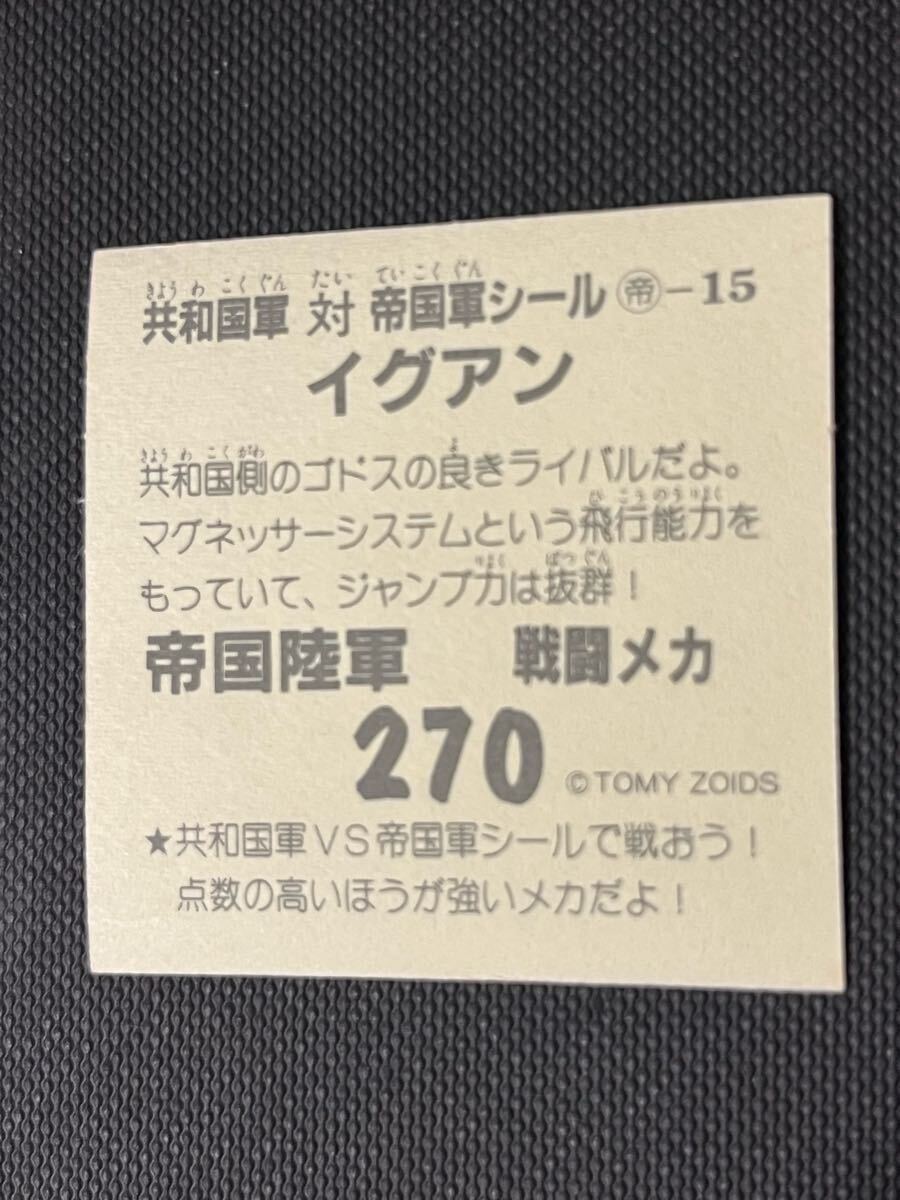 きょうわこくぐん たい ていこくぐん
共和国軍 対 帝国軍シール ㊥帝-15
イグアン
きょうわこくがわ よ
共和国側のゴドスの良きライバルだよ。
ひこうのうりょく
マグネッサーシステムという飛行能力を
りょく ばつぐん
もっていて、ジャンプ力は抜群!
帝国陸軍 戦闘メカ
270 ©TOMY ZOIDS
★共和国軍VS帝国軍シールで戦おう!
点数の高いほうが強いメカだよ!